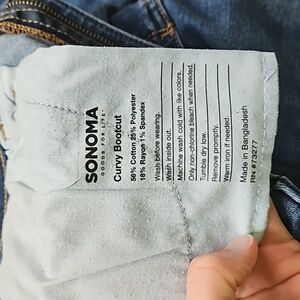 SONOMA
GOODS FOR LIFE
Curvy Bootcut
56% Cotton 25% Polyester
18% Rayon 1% Spandex
Wash before wearing.
Wash inside out.
Machine wash cold with like colors.
Only non-chlorine bleach when needed.
Tumble dry low.
Remove promptly.
Warm iron if needed.
Made in Bangladesh
RN #73277